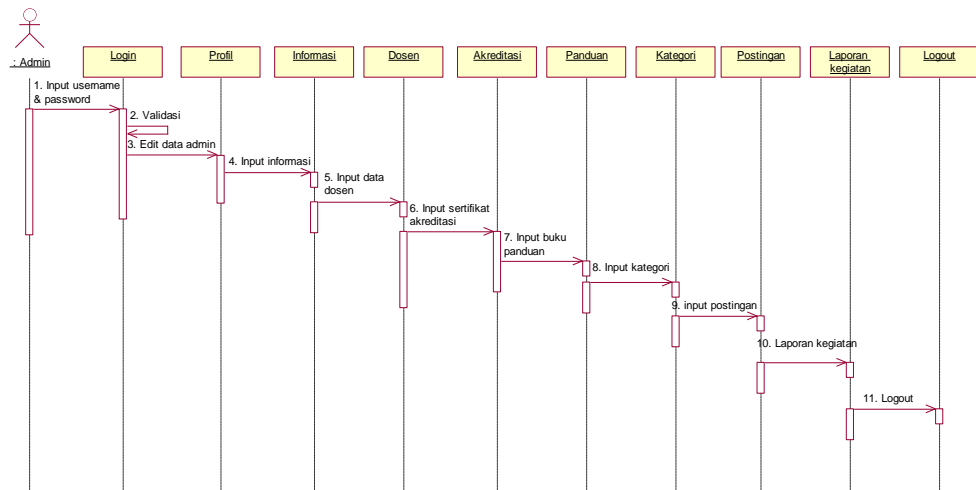 : Admin
Login
Profil
Informasi
Dosen
Akreditasi
Panduan
Kategori
Postingan
Laporan
kegiatan
Logout
1. Input username
& password
2. Validasi
3. Edit data admin
4. Input informasi
5. Input data
dosen
6. Input sertifikat
akreditasi
7. Input buku
panduan
8. Input kategori
9. input postingan
10. Laporan kegiatan
11. Logout